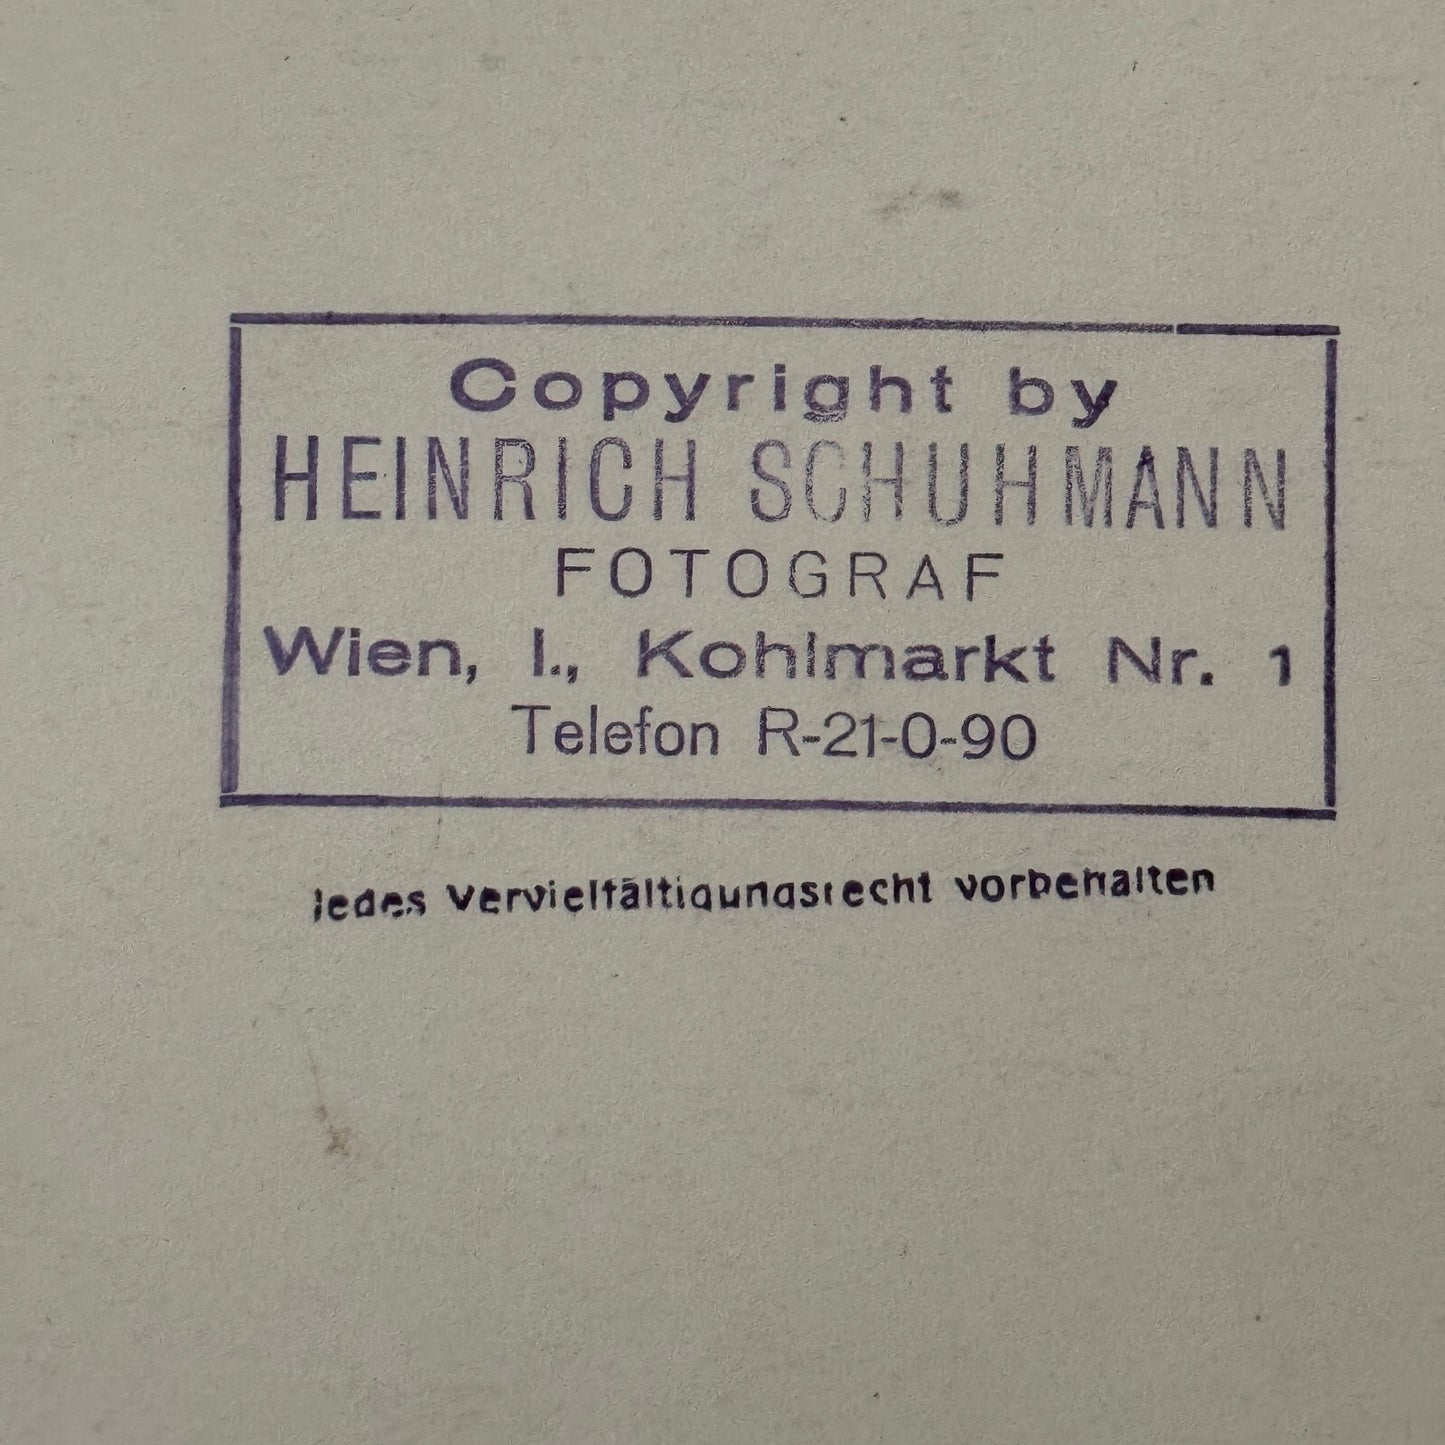 Copyright by
HEINRICH SCHUHMANN
FOTOGRAF
Wien, I., Kohlmarkt Nr. 1
Telefon R-21-0-90
Jedes Vervielfältigungsrecht vorbehalten